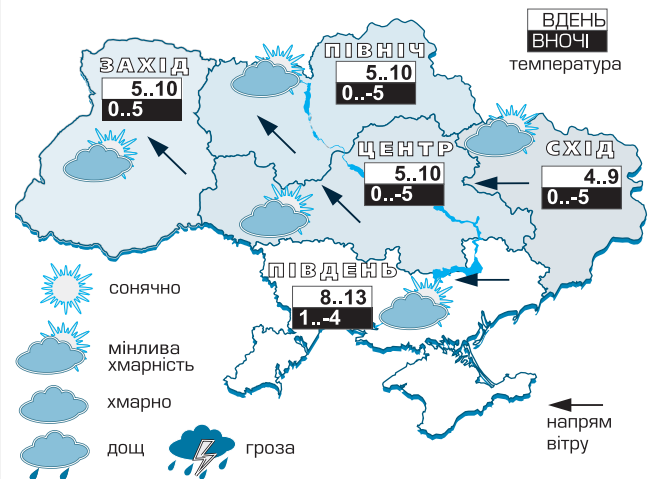 ВДЕНЬ
ВНОЧІ
температура
ПІВНІЧ
5..10
0..-5
ЗАХІД
5..10
0..5
ЦЕНТР
5..10
0..-5
СХІД
4..9
0..-5
ПІВДЕНЬ
8..13
1..-4
сонячно
мінлива
хмарність
хмарно
дощ
гроза
напрям
вітру